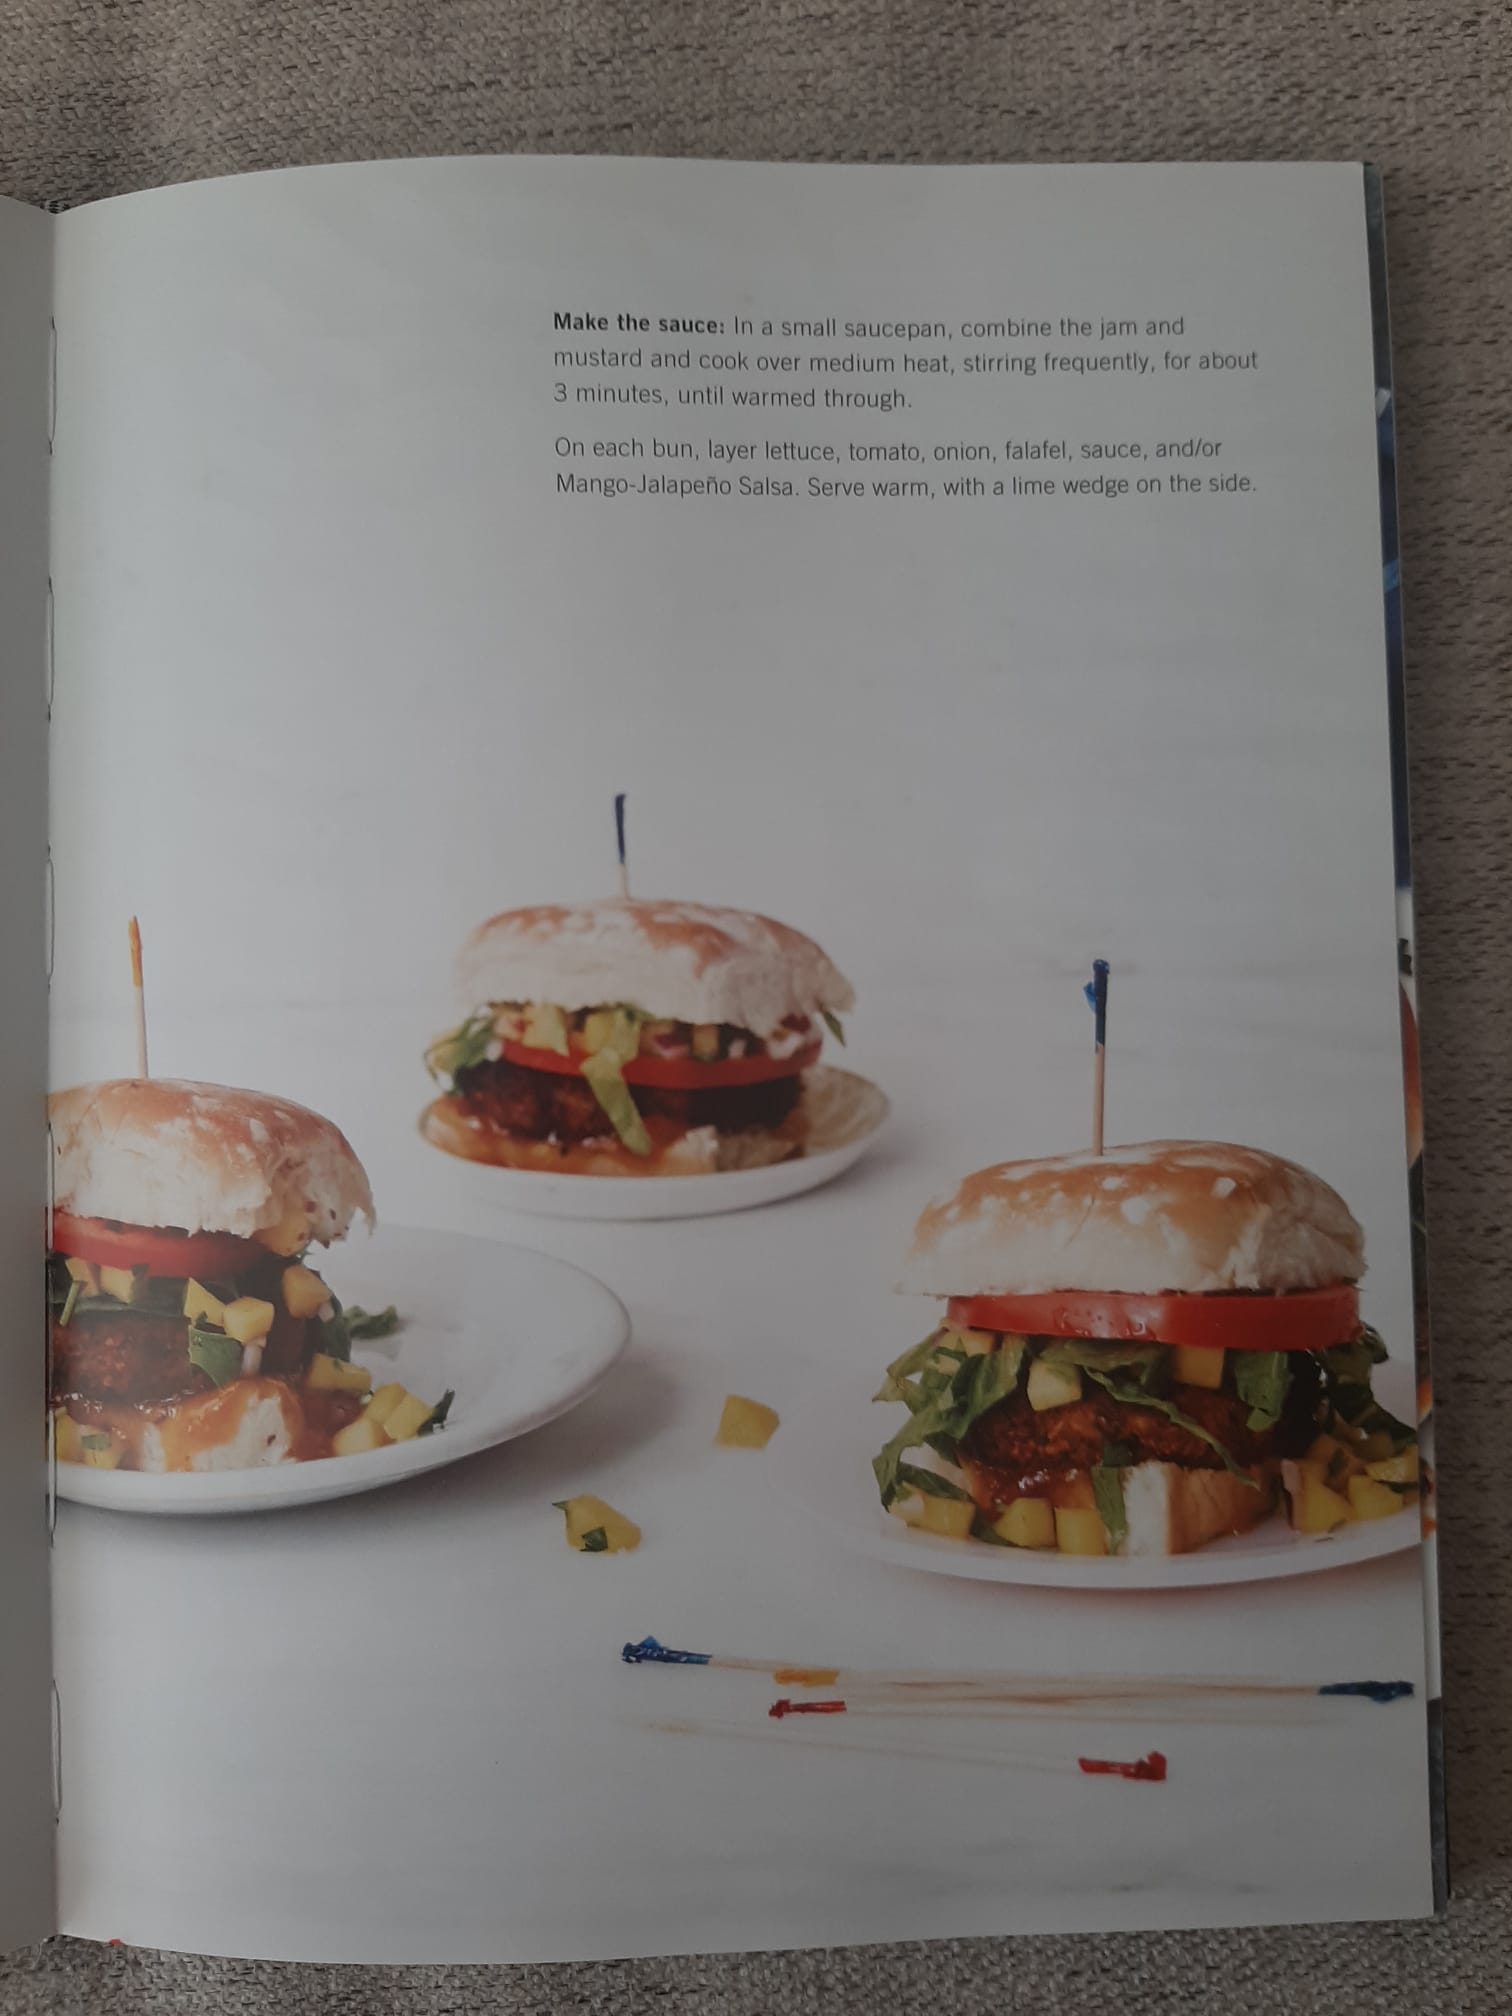 Make the sauce: In a small saucepan, combine the jam and
mustard and cook over medium heat, stirring frequently, for about
3 minutes, until warmed through.
On each bun, layer lettuce, tomato, onion, falafel, sauce, and/or
Mango-Jalapeño Salsa. Serve warm, with a lime wedge on the side.